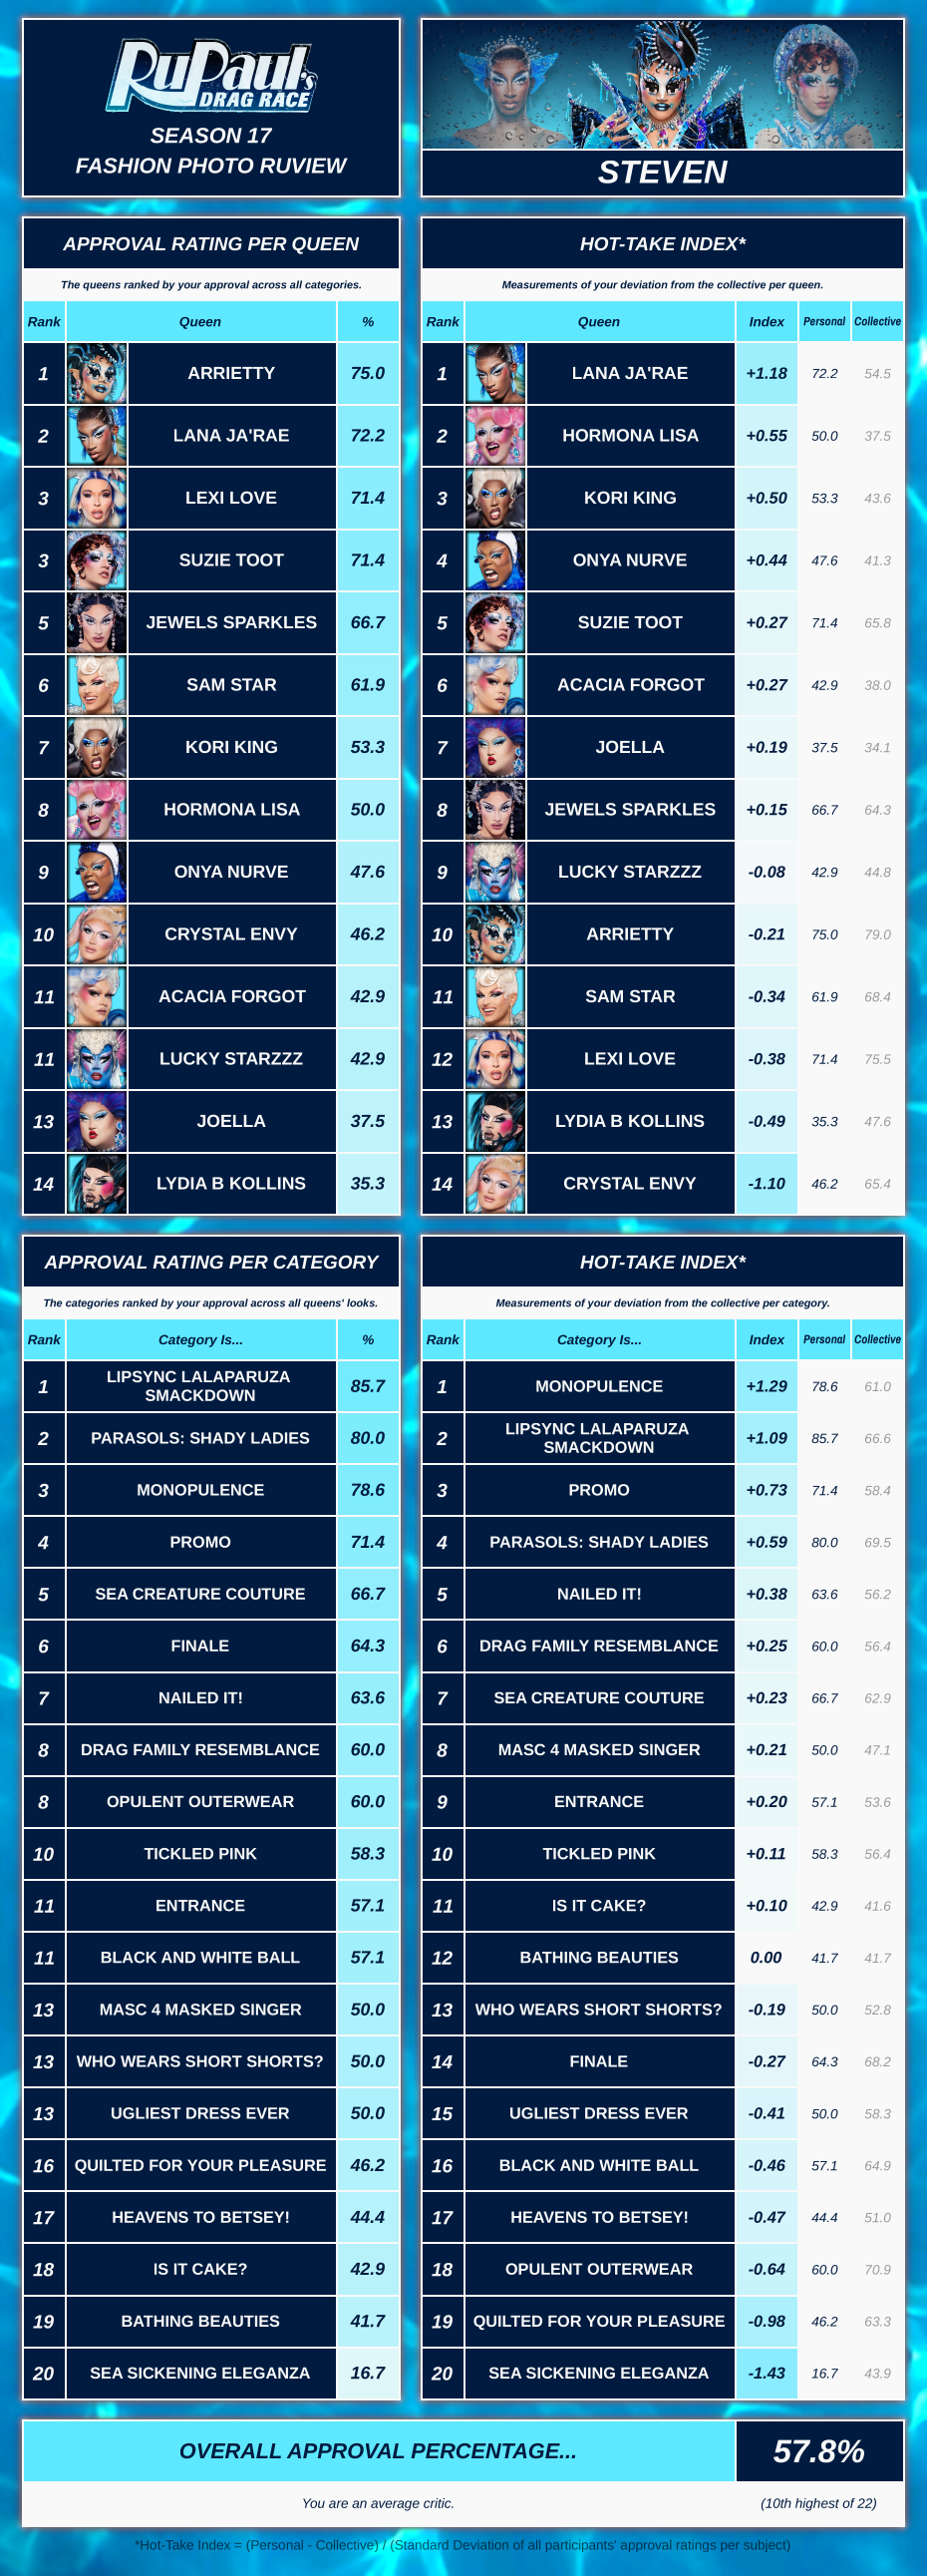 RuPaul's
DRAG RACE
SEASON 17
FASHION PHOTO RUVIEW
STEVEN
APPROVAL RATING PER QUEEN
The queens ranked by your approval across all categories.
Rank Queen %
1 ARRIETTY 75.0
2 LANA JA'RAE 72.2
3 LEXI LOVE 71.4
3 SUZIE TOOT 71.4
5 JEWELS SPARKLES 66.7
6 SAM STAR 61.9
7 KORI KING 53.3
8 HORMONA LISA 50.0
9 ONYA NURVE 47.6
10 CRYSTAL ENVY 46.2
11 ACACIA FORGOT 42.9
11 LUCKY STARZZZ 42.9
13 JOELLA 37.5
14 LYDIA B KOLLINS 35.3
HOT-TAKE INDEX*
Measurements of your deviation from the collective per queen.
Rank Queen Index Personal Collective
1 LANA JA'RAE +1.18 72.2 54.5
2 HORMONA LISA +0.55 50.0 37.5
3 KORI KING +0.50 53.3 43.6
4 ONYA NURVE +0.44 47.6 41.3
5 SUZIE TOOT +0.27 71.4 65.8
6 ACACIA FORGOT +0.27 42.9 38.0
7 JOELLA +0.19 37.5 34.1
8 JEWELS SPARKLES +0.15 66.7 64.3
9 LUCKY STARZZZ -0.08 42.9 44.8
10 ARRIETTY -0.21 75.0 79.0
11 SAM STAR -0.34 61.9 68.4
12 LEXI LOVE -0.38 71.4 75.5
13 LYDIA B KOLLINS -0.49 35.3 47.6
14 CRYSTAL ENVY -1.10 46.2 65.4
APPROVAL RATING PER CATEGORY
The categories ranked by your approval across all queens' looks.
Rank Category Is... %
1 LIPSYNC LALAPARUZA
SMACKDOWN 85.7
2 PARASOLS: SHADY LADIES 80.0
3 MONOPULENCE 78.6
4 PROMO 71.4
5 SEA CREATURE COUTURE 66.7
6 FINALE 64.3
7 NAILED IT! 63.6
8 DRAG FAMILY RESEMBLANCE 60.0
8 OPULENT OUTERWEAR 60.0
10 TICKLED PINK 58.3
11 ENTRANCE 57.1
11 BLACK AND WHITE BALL 57.1
13 MASC 4 MASKED SINGER 50.0
13 WHO WEARS SHORT SHORTS? 50.0
13 UGLIEST DRESS EVER 50.0
16 QUILTED FOR YOUR PLEASURE 46.2
17 HEAVENS TO BETSEY! 44.4
18 IS IT CAKE? 42.9
19 BATHING BEAUTIES 41.7
20 SEA SICKENING ELEGANZA 16.7
HOT-TAKE INDEX*
Measurements of your deviation from the collective per category.
Rank Category Is... Index Personal Collective
1 MONOPULENCE +1.29 78.6 61.0
2 LIPSYNC LALAPARUZA
SMACKDOWN +1.09 85.7 66.6
3 PROMO +0.73 71.4 58.4
4 PARASOLS: SHADY LADIES +0.59 80.0 69.5
5 NAILED IT! +0.38 63.6 56.2
6 DRAG FAMILY RESEMBLANCE +0.25 60.0 56.4
7 SEA CREATURE COUTURE +0.23 66.7 62.9
8 MASC 4 MASKED SINGER +0.21 50.0 47.1
9 ENTRANCE +0.20 57.1 53.6
10 TICKLED PINK +0.11 58.3 56.4
11 IS IT CAKE? +0.10 42.9 41.6
12 BATHING BEAUTIES 0.00 41.7 41.7
13 WHO WEARS SHORT SHORTS? -0.19 50.0 52.8
14 FINALE -0.27 64.3 68.2
15 UGLIEST DRESS EVER -0.41 50.0 58.3
16 BLACK AND WHITE BALL -0.46 57.1 64.9
17 HEAVENS TO BETSEY! -0.47 44.4 51.0
18 OPULENT OUTERWEAR -0.64 60.0 70.9
19 QUILTED FOR YOUR PLEASURE -0.98 46.2 63.3
20 SEA SICKENING ELEGANZA -1.43 16.7 43.9
OVERALL APPROVAL PERCENTAGE... 57.8%
You are an average critic. (10th highest of 22)
*Hot-Take Index = (Personal - Collective) / (Standard Deviation of all participants' approval ratings per subject)